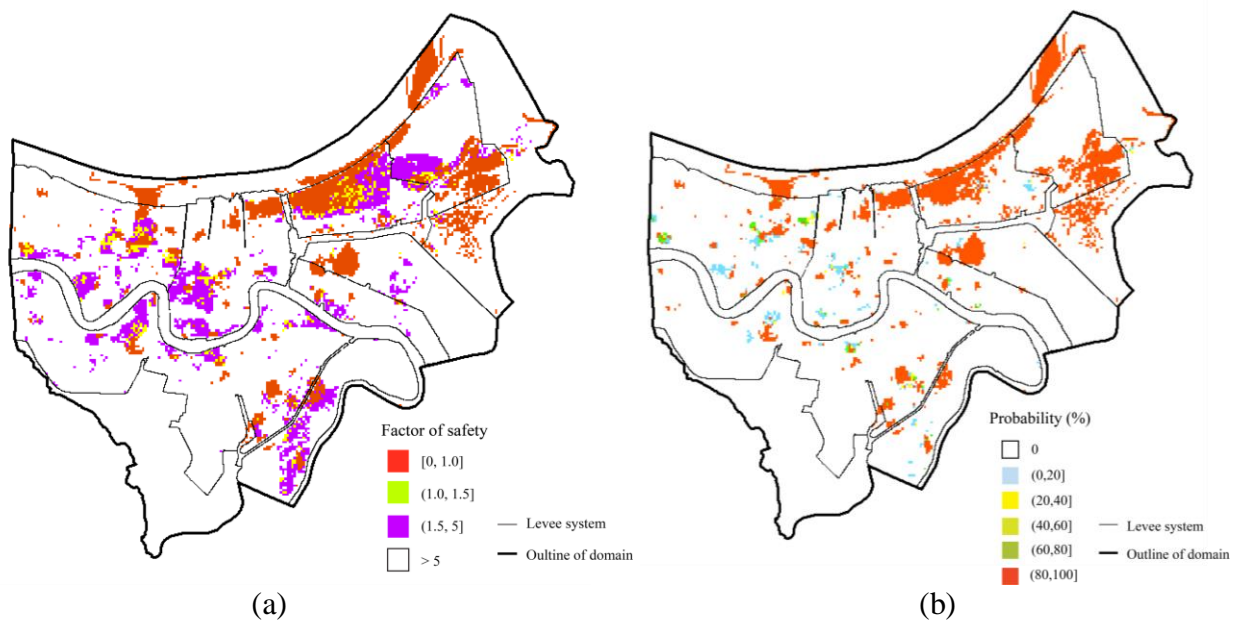 Factor of safety
[0, 1.0]
(1.0, 1.5]
(1.5, 5]
> 5
Levee system
Oultine of domain
(a)
Probability (%)
0
(0,20]
(20,40]
(40,60]
(60,80]
(80,100]
Levee system
Outline of domain
(b)